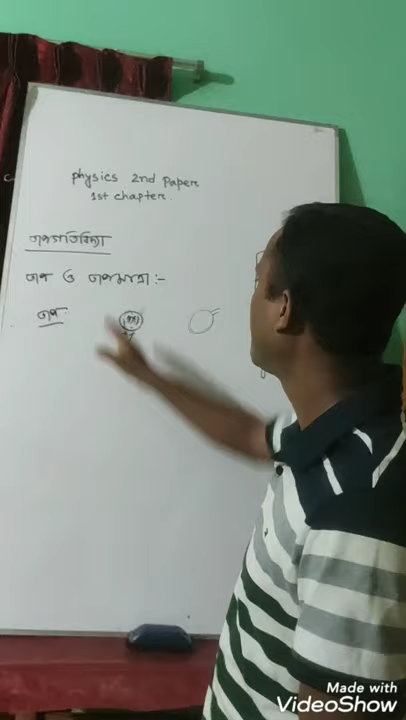 Physics 2nd Paper
1st chapter.
তাপগতিবিদ্যা
তাপ ও তাপমাত্রা :-
তাপ:
Made with
VideoShow